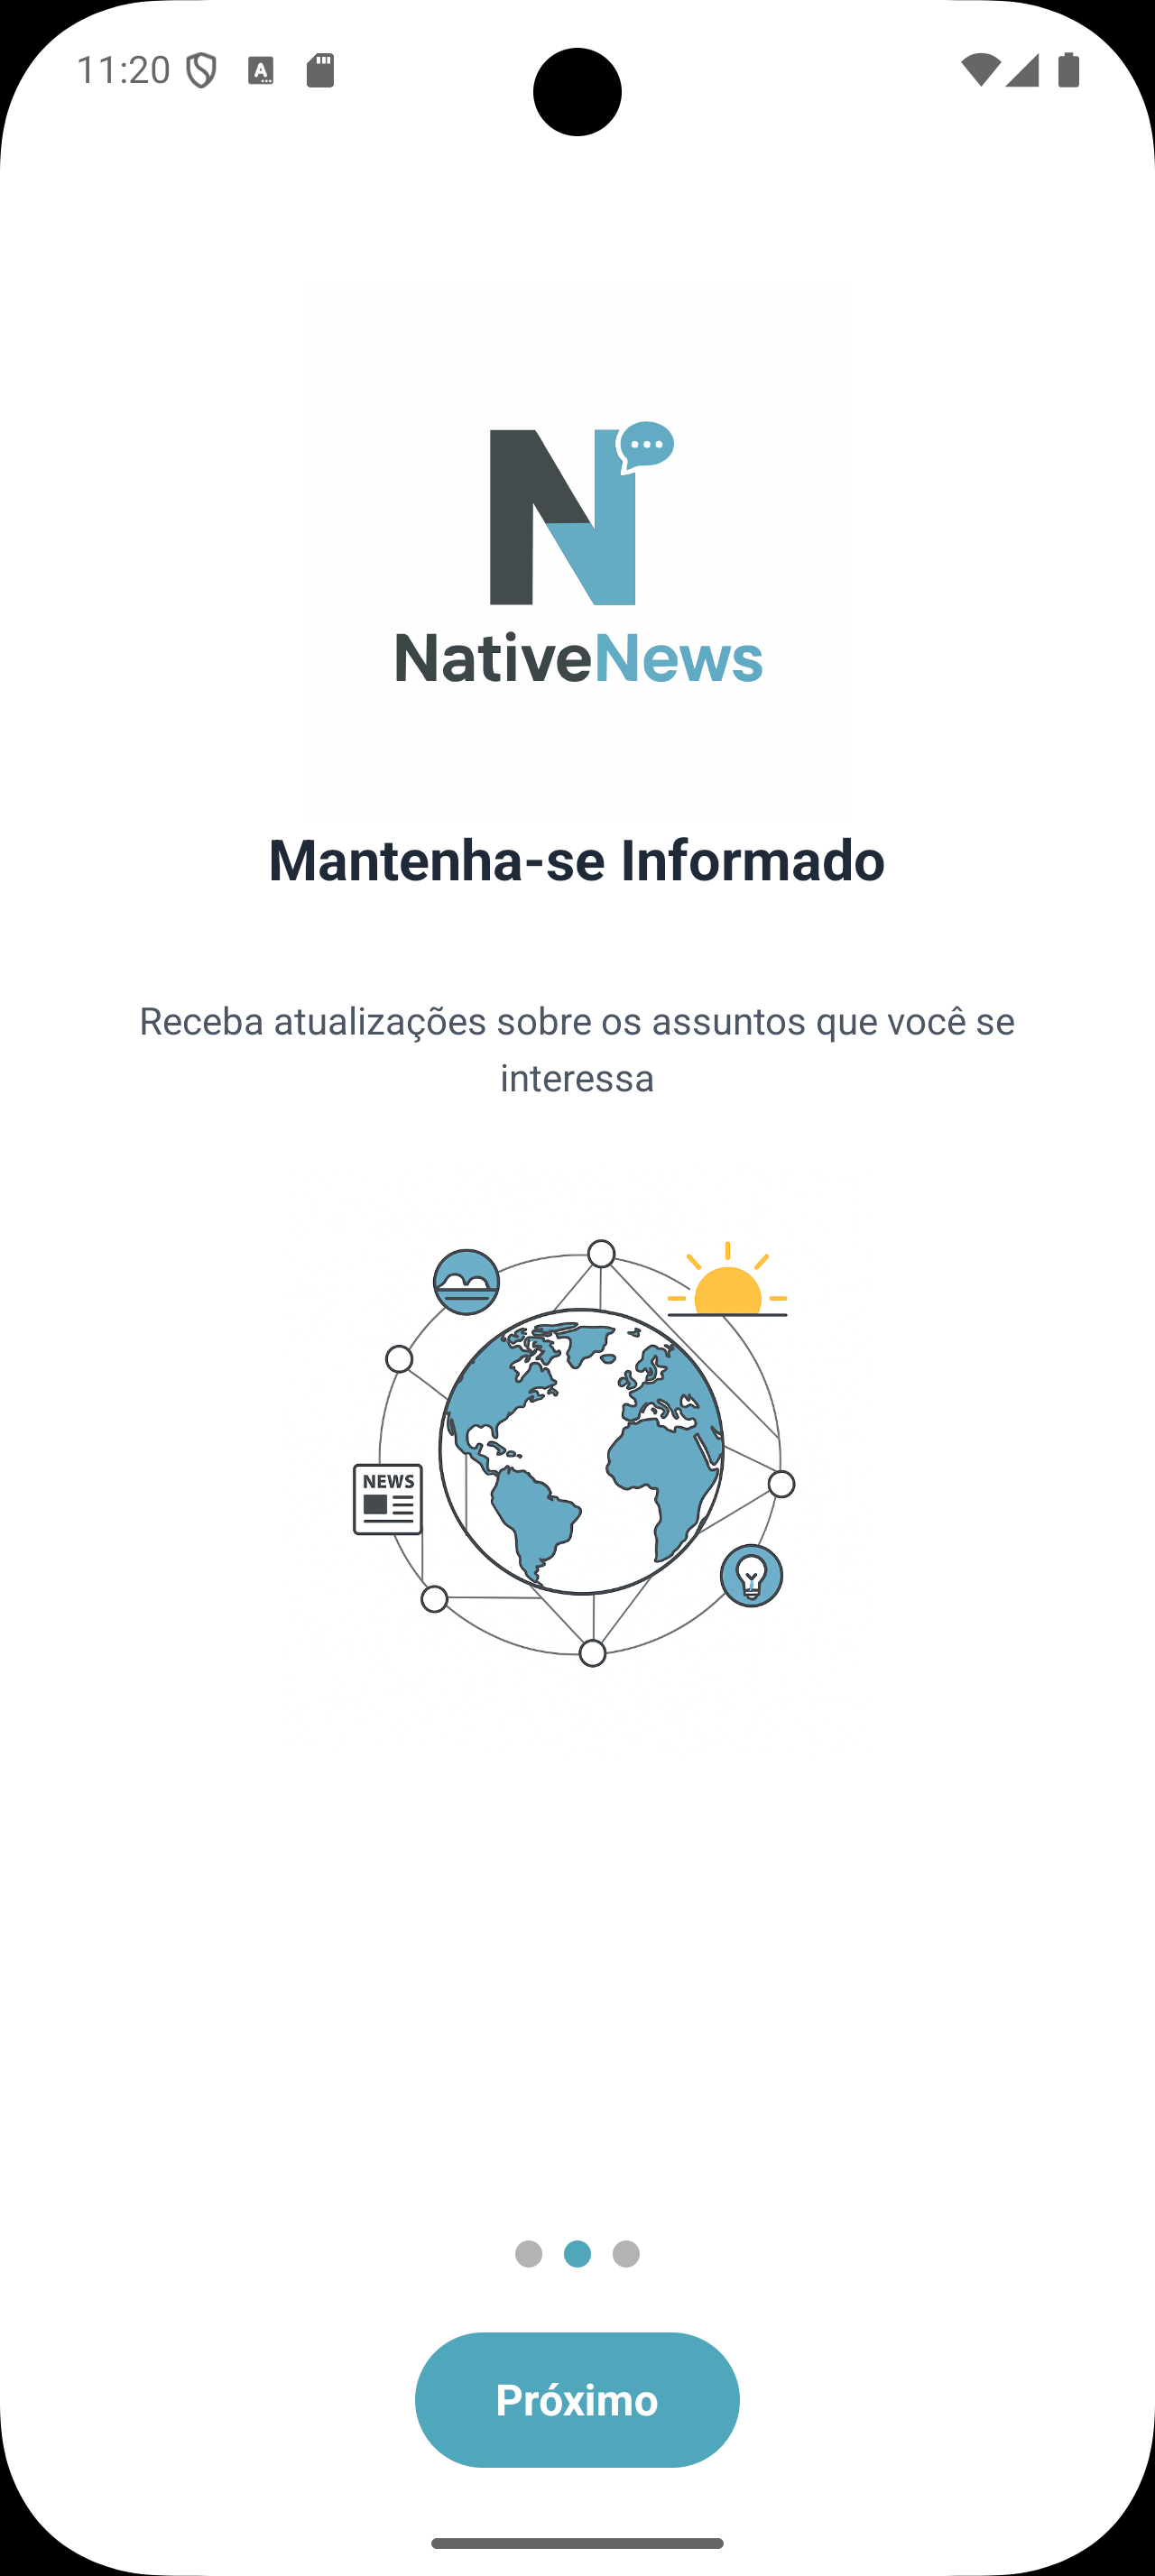 11:20
NativeNews
Mantenha-se Informado
Receba atualizações sobre os assuntos que você se
interessa
NEWS
Próximo